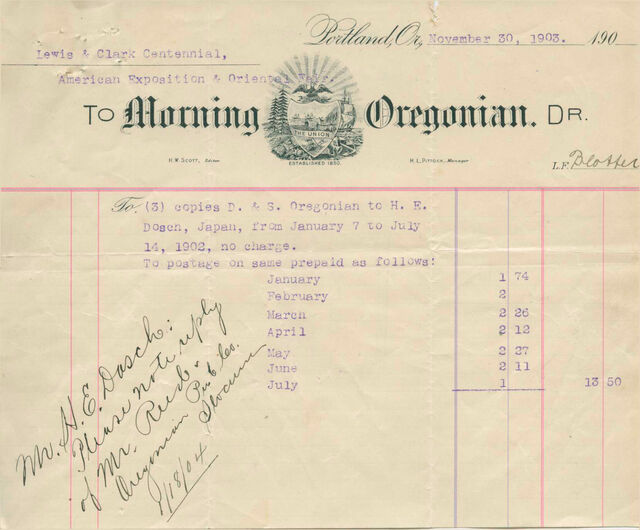 Portland, Or, November 30, 1903. 190
Lewis & Clark Centennial,
American Exposition & Oriental Fair.
TO Morning Oregonian. DR.
THE UNION
H.W. SCOTT, Editor
ESTABLISHED 1850.
H.L. PITTOCK, Manager
L.F. Blotter
To: (3) copies D. & S. Oregonian to H. E.
Dosch, Japan, from January 7 to July
14, 1902, no charge.
To postage on same prepaid as follows:
January 1 74
February 2
March 2 26
April 2 12
May 2 27
June 2 11
July 1 13 50
Mr. H. E. Dosch:
Please note reply
of Mr. Reed.
Oregonian Pub Co.
Slocum
1/18/04